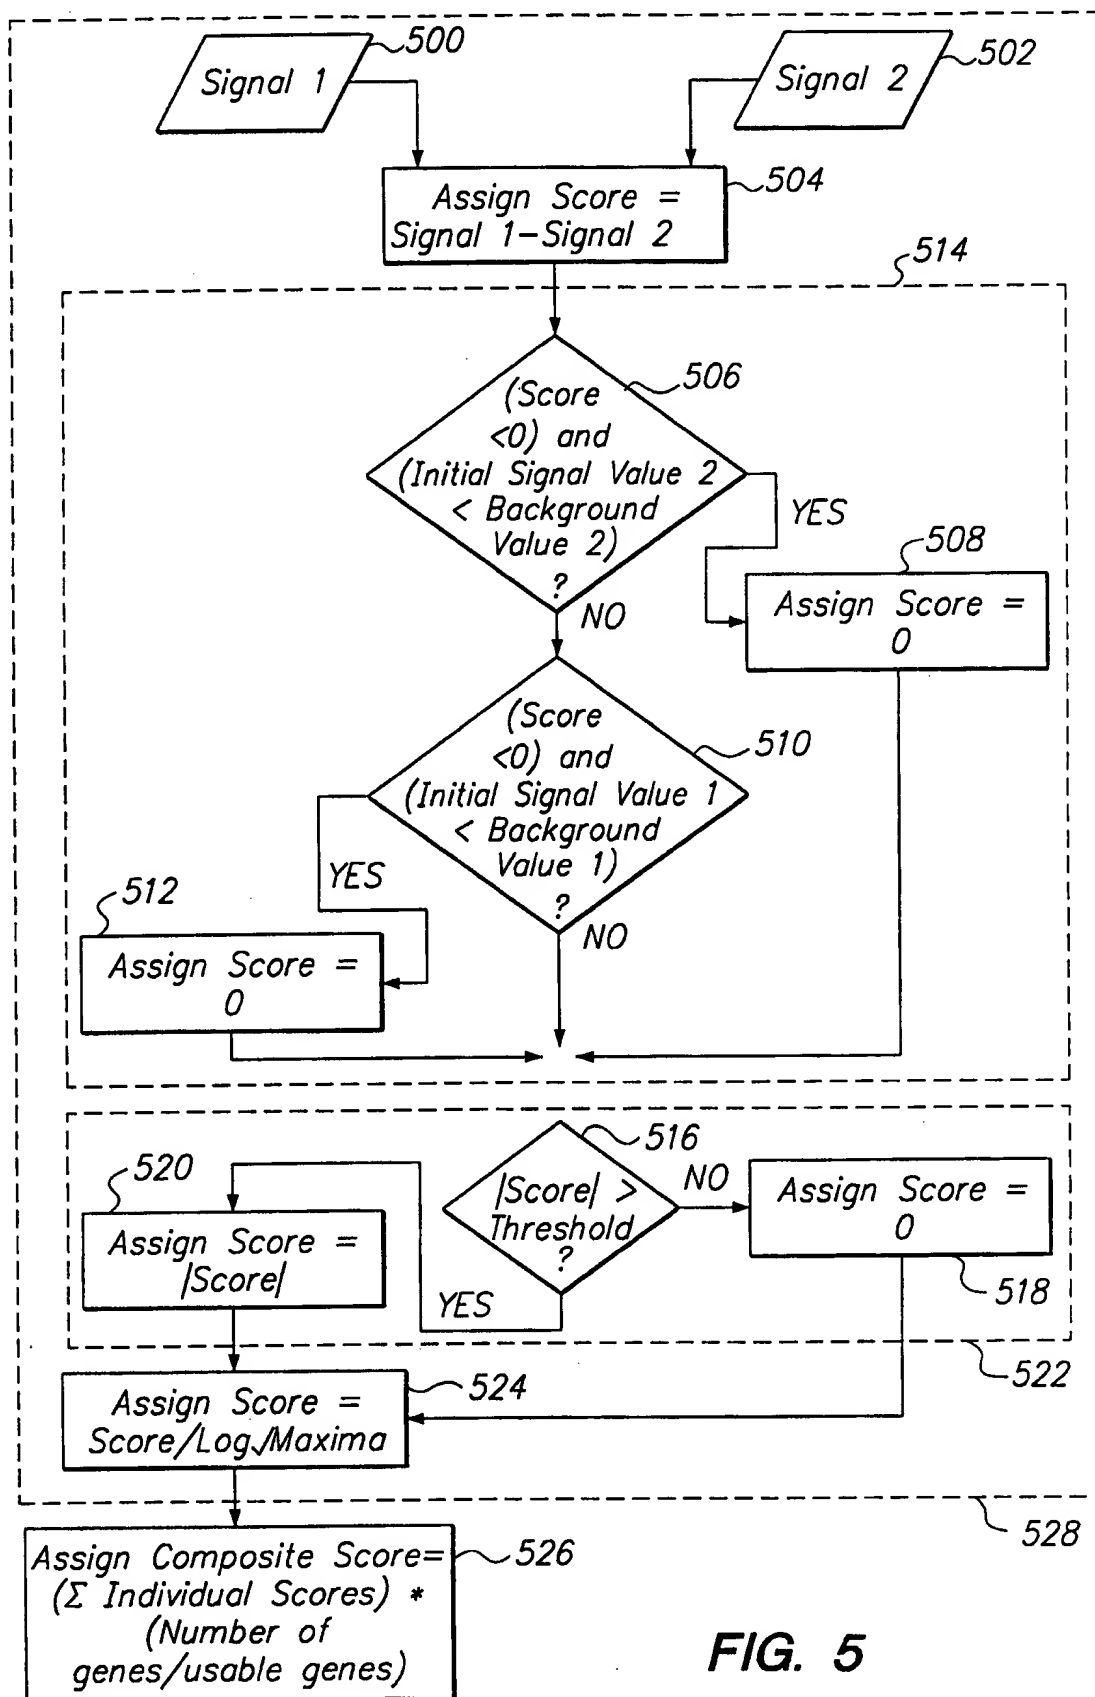 500
Signal 1
502
Signal 2
504
Assign Score =
Signal 1-Signal 2
514
506
(Score
<0) and
(Initial Signal Value 2
< Background
Value 2)
?
YES
NO
508
Assign Score =
0
510
(Score
<0) and
(Initial Signal Value 1
< Background
Value 1)
?
YES
NO
512
Assign Score =
0
516
|Score| >
Threshold
?
NO
YES
518
Assign Score =
0
520
Assign Score =
|Score|
522
524
Assign Score =
Score/Log√Maxima
528
526
Assign Composite Score=
(Σ Individual Scores) *
(Number of
genes/usable genes)
FIG. 5